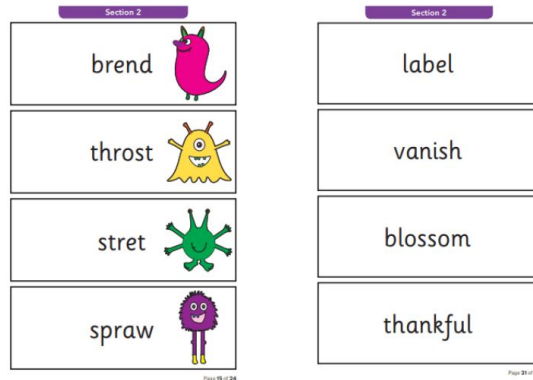 Section 2
brend
throst
stret
spraw
Page 15 of 24
Section 2
label
vanish
blossom
thankful
Page 21 of